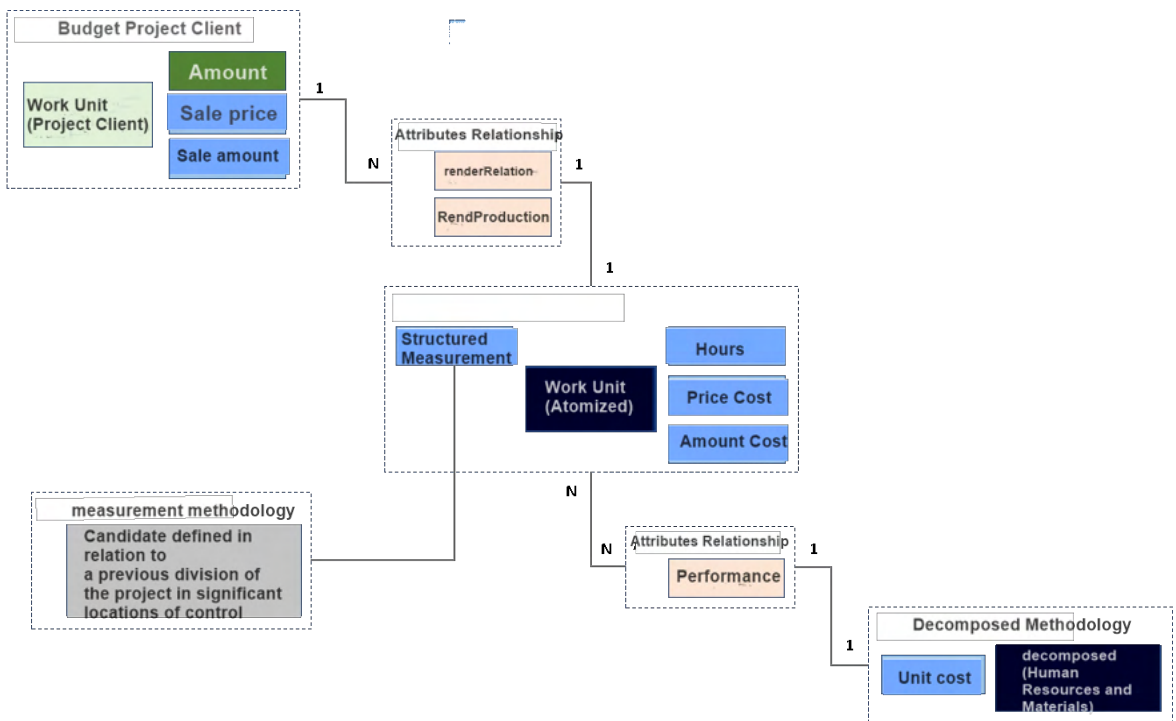 Budget Project Client
Amount
Work Unit
(Project Client)
Sale price
Sale amount
1
N
Attributes Relationship
renderRelation
RendProduction
1
1
Structured
Measurement
Work Unit
(Atomized)
Hours
Price Cost
Amount Cost
measurement methodology
Candidate defined in
relation to
a previous division of
the project in significant
locations of control
N
N
Attributes Relationship
Performance
1
1
Decomposed Methodology
Unit cost
decomposed
(Human
Resources and
Materials)